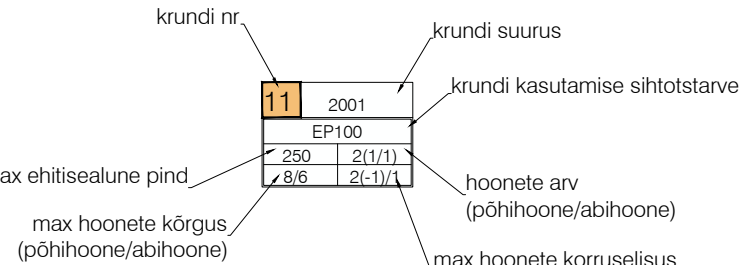 krundi nr
krundi suurus
krundi kasutamise sihtotstarve
11 2001
EP100
250 2(1/1)
8/6 2(-1)/1
ax ehitisealune pind
hoonete arv
(põhihoone/abihoone)
max hoonete kõrgus
(põhihoone/abihoone)
max hoonete korruselisus